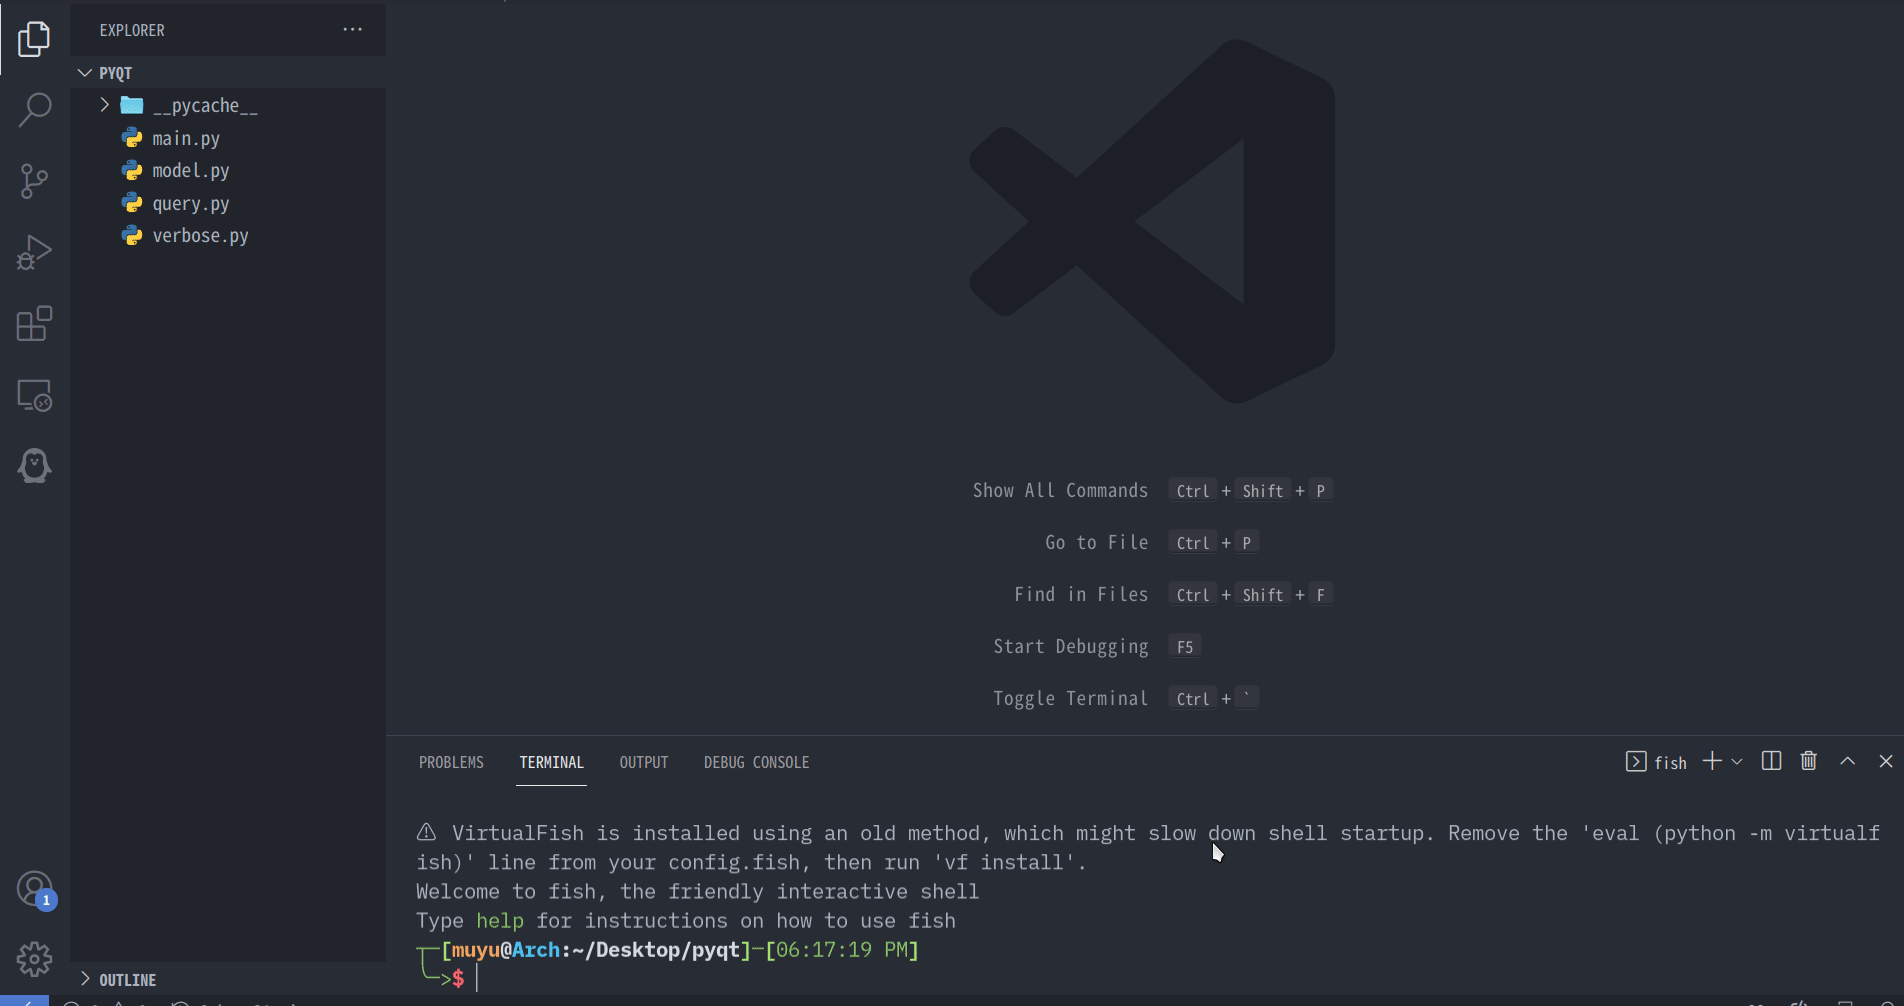 EXPLORER
PYQT
__pycache__
main.py
model.py
query.py
verbose.py
1
OUTLINE
Show All Commands Ctrl + Shift + P
Go to File Ctrl + P
Find in Files Ctrl + Shift + F
Start Debugging F5
Toggle Terminal Ctrl + `
PROBLEMS TERMINAL OUTPUT DEBUG CONSOLE fish
⚠ VirtualFish is installed using an old method, which might slow down shell startup. Remove the 'eval (python -m virtualf
ish)' line from your config.fish, then run 'vf install'.
Welcome to fish, the friendly interactive shell
Type help for instructions on how to use fish
┬─[muyu@Arch:~/Desktop/pyqt]─[06:17:19 PM]
╰─>$